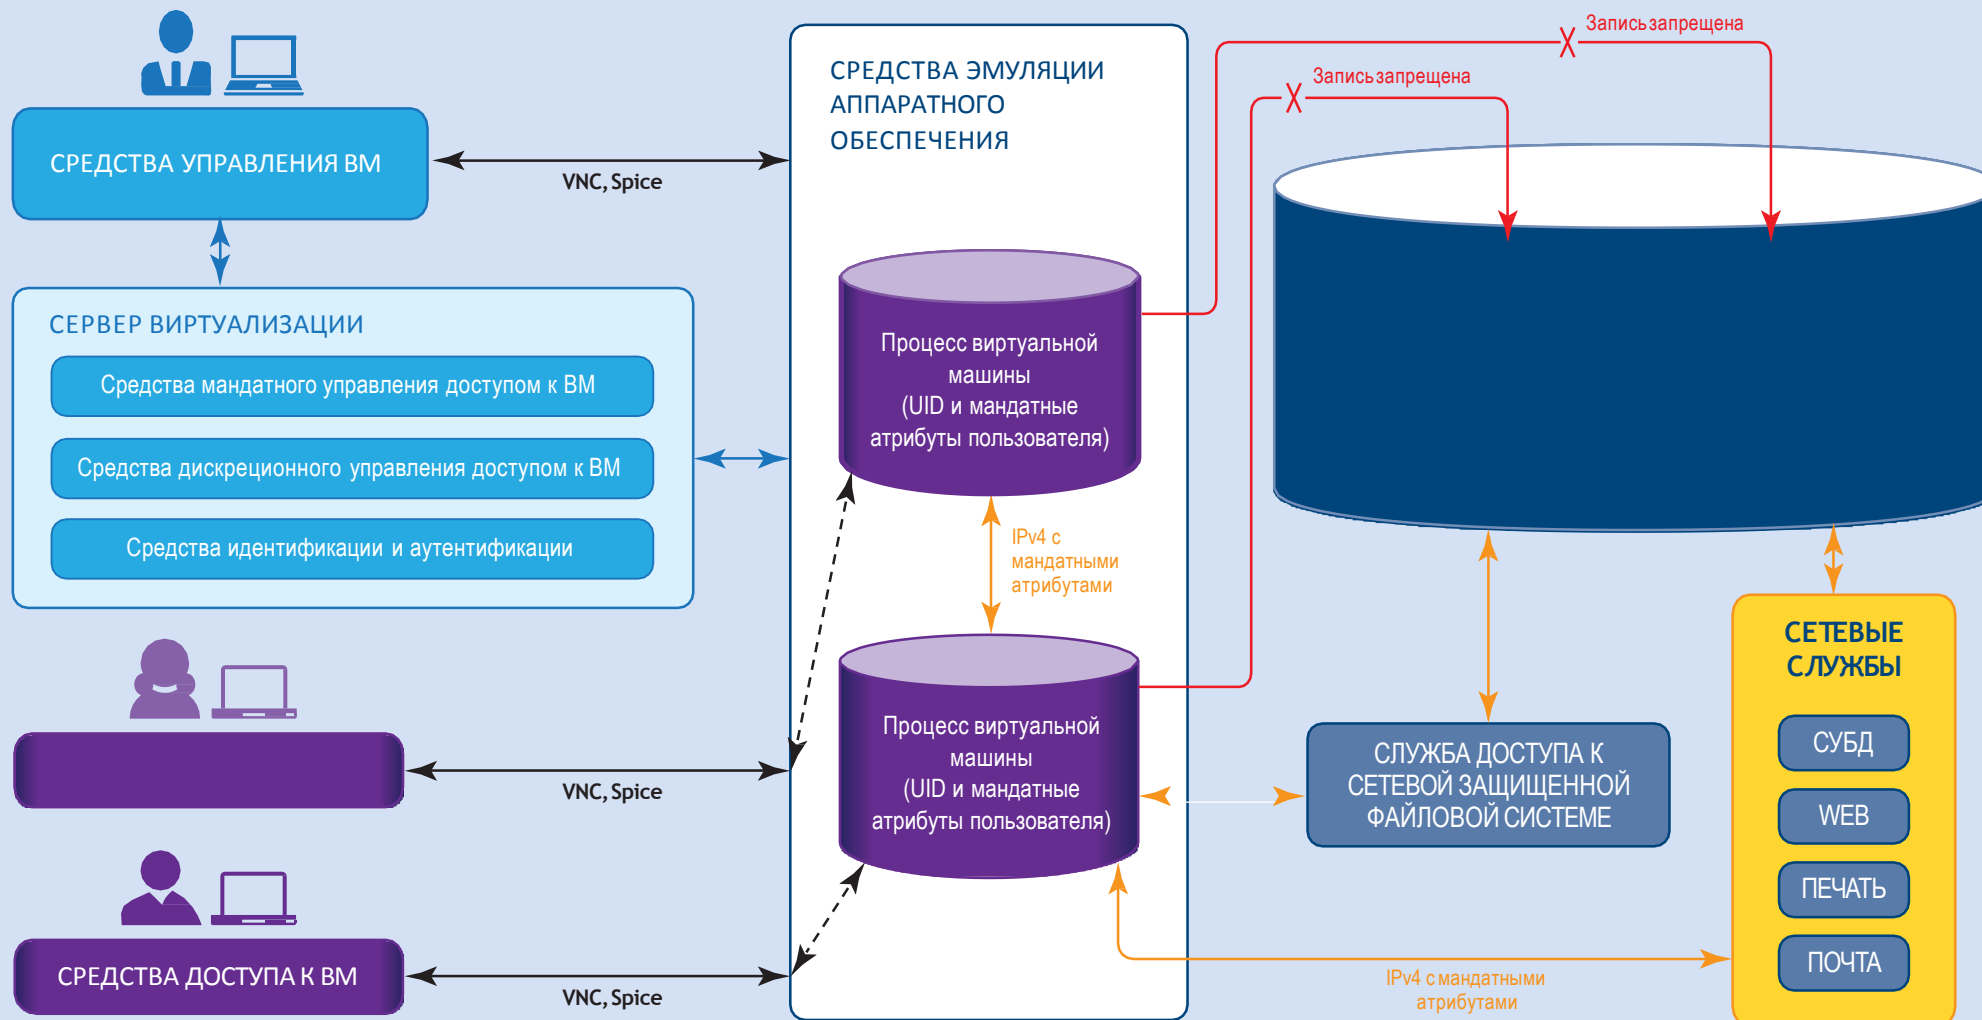 СРЕДСТВА УПРАВЛЕНИЯ ВМ
VNC, Spice
СЕРВЕР ВИРТУАЛИЗАЦИИ
Средства мандатного управления доступом к ВМ
Средства дискреционного управления доступом к ВМ
Средства идентификации и аутентификации
VNC, Spice
СРЕДСТВА ДОСТУПА К ВМ
VNC, Spice
СРЕДСТВА ЭМУЛЯЦИИ
АППАРАТНОГО
ОБЕСПЕЧЕНИЯ
Процесс виртуальной
машины
(UID и мандатные
атрибуты пользователя)
IPv4 с
мандатными
атрибутами
Процесс виртуальной
машины
(UID и мандатные
атрибуты пользователя)
Запись запрещена
Запись запрещена
СЛУЖБА ДОСТУПА К
СЕТЕВОЙ ЗАЩИЩЕННОЙ
ФАЙЛОВОЙ СИСТЕМЕ
IPv4 с мандатными
атрибутами
СЕТЕВЫЕ
СЛУЖБЫ
СУБД
WEB
ПЕЧАТЬ
ПОЧТА